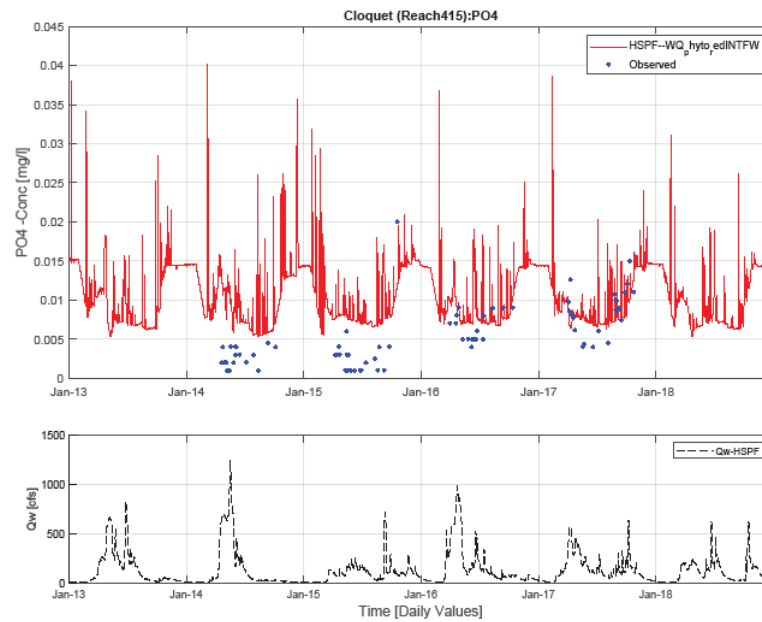 Cloquet (Reach415):PO4
PO4 -Conc [mg/l]
0.045
0.04
0.035
0.03
0.025
0.02
0.015
0.01
0.005
0
HSPF--WQphytoredINTFW
Observed
Jan-13 Jan-14 Jan-15 Jan-16 Jan-17 Jan-18
Qw [cfs]
1500
1000
500
0
Qw-HSPF
Jan-13 Jan-14 Jan-15 Jan-16 Jan-17 Jan-18
Time [Daily Values]